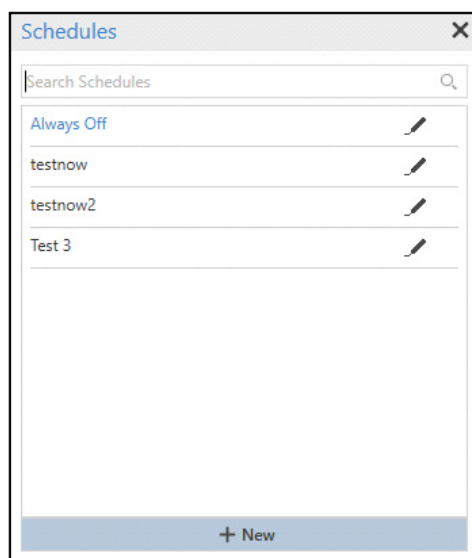 Schedules
Search Schedules
Always Off
testnow
testnow2
Test 3
+ New